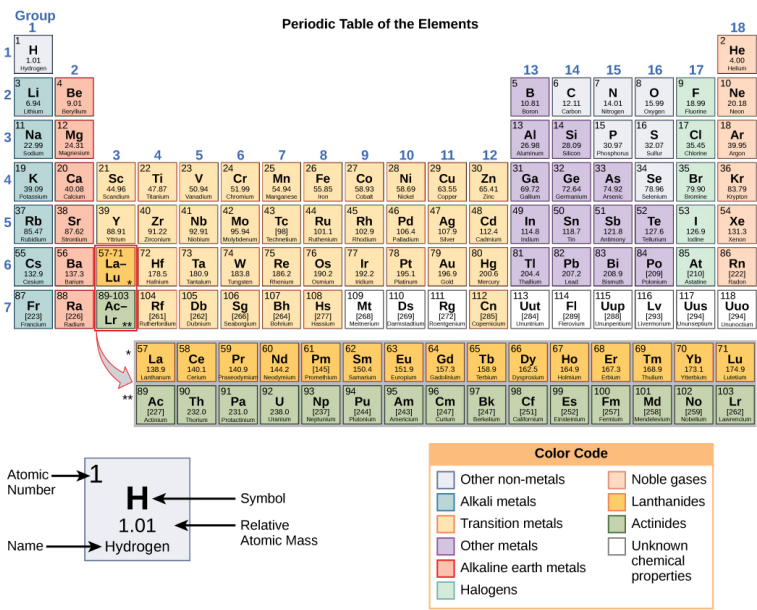 Periodic Table of the Elements
Group
1 18
1 2
1 H He
1.01 4.00
Hydrogen Helium
2 13 14 15 16 17
3 4 5 6 7 8 9 10
2 Li Be B C N O F Ne
6.94 9.01 10.81 12.11 14.01 15.99 18.99 20.18
Lithium Beryllium Boron Carbon Nitrogen Oxygen Fluorine Neon
11 12 13 14 15 16 17 18
3 Na Mg Al Si P S Cl Ar
22.99 24.31 26.98 28.09 30.97 32.07 35.45 39.95
Sodium Magnesium Aluminum Silicon Phosphorus Sulfur Chlorine Argon
3 4 5 6 7 8 9 10 11 12
19 20 21 22 23 24 25 26 27 28 29 30 31 32 33 34 35 36
4 K Ca Sc Ti V Cr Mn Fe Co Ni Cu Zn Ga Ge As Se Br Kr
39.09 40.08 44.96 47.87 50.94 51.99 54.94 55.85 58.93 58.69 63.55 65.41 69.72 72.64 74.92 78.96 79.90 83.79
Potassium Calcium Scandium Titanium Vanadium Chromium Manganese Iron Cobalt Nickel Copper Zinc Gallium Germanium Arsenic Selenium Bromine Krypton
37 38 39 40 41 42 43 44 45 46 47 48 49 50 51 52 53 54
5 Rb Sr Y Zr Nb Mo Tc Ru Rh Pd Ag Cd In Sn Sb Te I Xe
85.47 87.62 88.91 91.22 92.91 95.94 [98] 101.1 102.9 106.4 107.9 112.4 114.8 118.7 121.8 127.6 126.9 131.3
Rubidium Strontium Yttrium Zirconium Niobium Molybdenum Technelium Ruthenium Rhodium Palladium Silver Cadmium Indium Tin Antimony Tellurium Iodine Xenon
55 56 57-71 72 73 74 75 76 77 78 79 80 81 82 83 84 85 86
6 Cs Ba La– Hf Ta W Re Os Ir Pt Au Hg Tl Pb Bi Po At Rn
132.9 137.3 Lu * 178.5 180.9 183.8 186.2 190.2 192.2 195.1 196.9 200.6 204.4 207.2 208.9 [209] [210] [222]
Cesium Barium Hafnium Tantalum Tungsten Rhenium Osmium Iridium Platinum Gold Mercury Thallium Lead Bismuth Polonium Astatine Radon
87 88 89-103 104 105 106 107 108 109 110 111 112 113 114 115 116 117 118
7 Fr Ra Ac– Rf Db Sg Bh Hs Mt Ds Rg Cn Uut Fl Uup Lv Uus Uuo
[223] [226] Lr ** [261] [262] [266] [264] [277] [268] [269] [272] [285] [284] [289] [288] [293] [294] [294]
Francium Radium Rutherfordium Dubnium Seaborgium Bohrium Hassium Meitnerium Darmstadtium Roentgenium Copernicium Ununtrium Flerovium Ununpentium Livermorium Ununseptium Ununoctium
57 58 59 60 61 62 63 64 65 66 67 68 69 70 71
* La Ce Pr Nd Pm Sm Eu Gd Tb Dy Ho Er Tm Yb Lu
138.9 140.1 140.9 144.2 [145] 150.4 151.9 157.3 158.9 162.5 164.9 167.3 168.9 173.1 174.9
Lanthanum Cerium Praseodymium Neodymium Promethium Samarium Europium Gadolinium Terbium Dysprosium Holmium Erbium Thulium Ytterbium Lutetium
89 90 91 92 93 94 95 96 97 98 99 100 101 102 103
** Ac Th Pa U Np Pu Am Cm Bk Cf Es Fm Md No Lr
[227] 232.0 231.0 238.0 [237] [244] [243] [247] [247] [251] [252] [257] [258] [259] [262]
Actinium Thorium Protactinium Uranium Neptunium Plutonium Americium Curium Berkelium Californium Einsteinium Fermium Mendelevium Nobelium Lawrencium
Atomic
Number
1
H
Symbol
1.01
Relative
Atomic Mass
Name
Hydrogen
Color Code
Other non-metals
Alkali metals
Transition metals
Other metals
Alkaline earth metals
Halogens
Noble gases
Lanthanides
Actinides
Unknown
chemical
properties